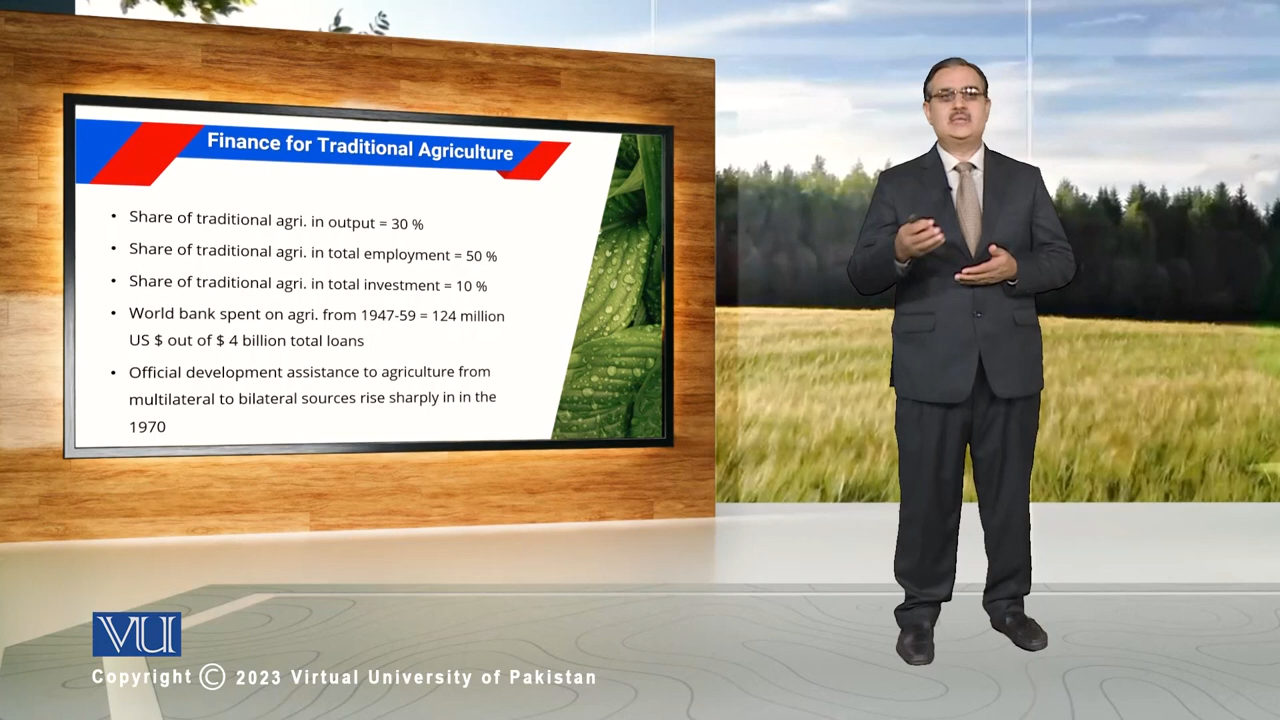 Finance for Traditional Agriculture
• Share of traditional agri. in output = 30 %
• Share of traditional agri. in total employment = 50 %
• Share of traditional agri. in total investment = 10 %
• World bank spent on agri. from 1947-59 = 124 million
US $ out of $ 4 billion total loans
• Official development assistance to agriculture from
multilateral to bilateral sources rise sharply in in the
1970
VU
Copyright © 2023 Virtual University of Pakistan